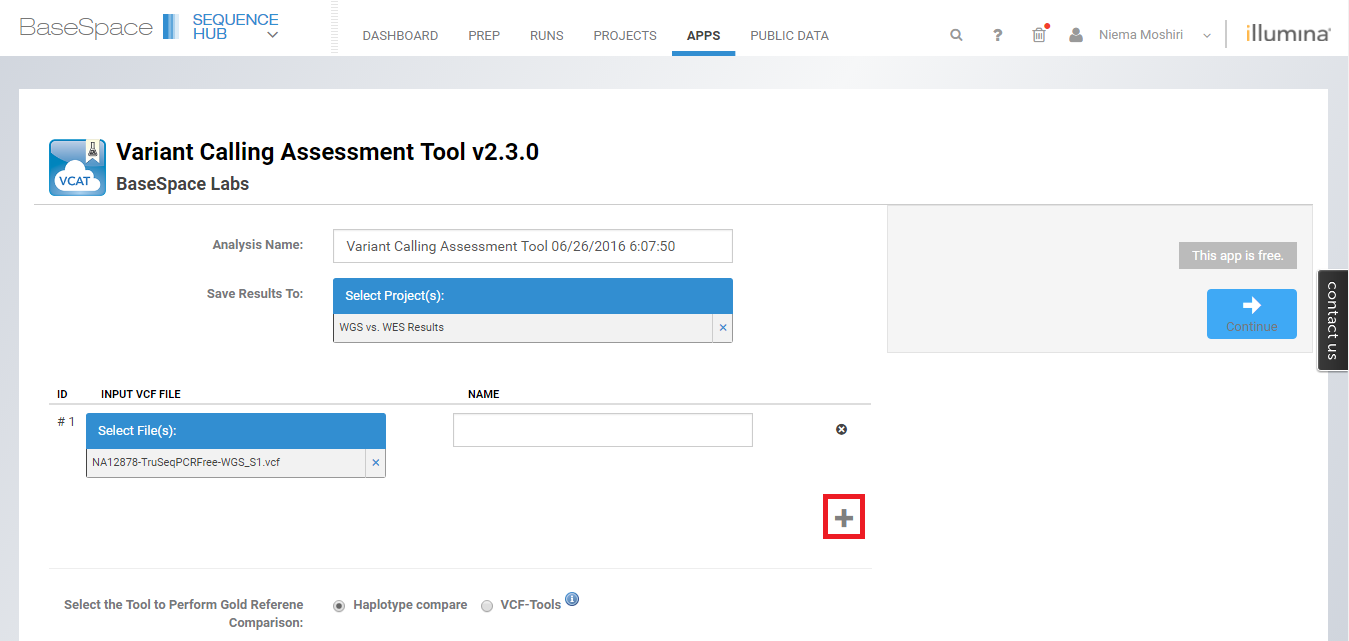 BaseSpace SEQUENCE HUB
DASHBOARD PREP RUNS PROJECTS APPS PUBLIC DATA
? Niema Moshiri illumina®
VCAT
Variant Calling Assessment Tool v2.3.0
BaseSpace Labs
Analysis Name: Variant Calling Assessment Tool 06/26/2016 6:07:50
This app is free.
Save Results To: Select Project(s):
WGS vs. WES Results ×
Continue
contact us
ID INPUT VCF FILE NAME
# 1 Select File(s):
NA12878-TruSeqPCRFree-WGS_S1.vcf ×
Select the Tool to Perform Gold Referene
Comparison:
Haplotype compare VCF-Tools i